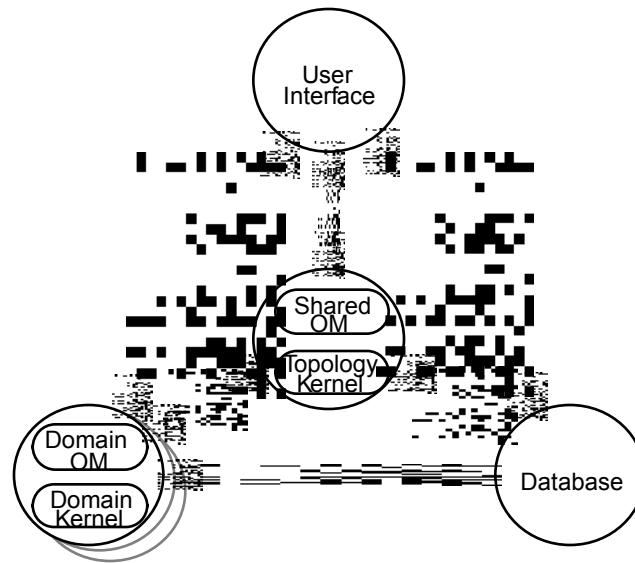 User
Interface
Shared
OM
Topology
Kernel
Domain
OM
Domain
Kernel
Database